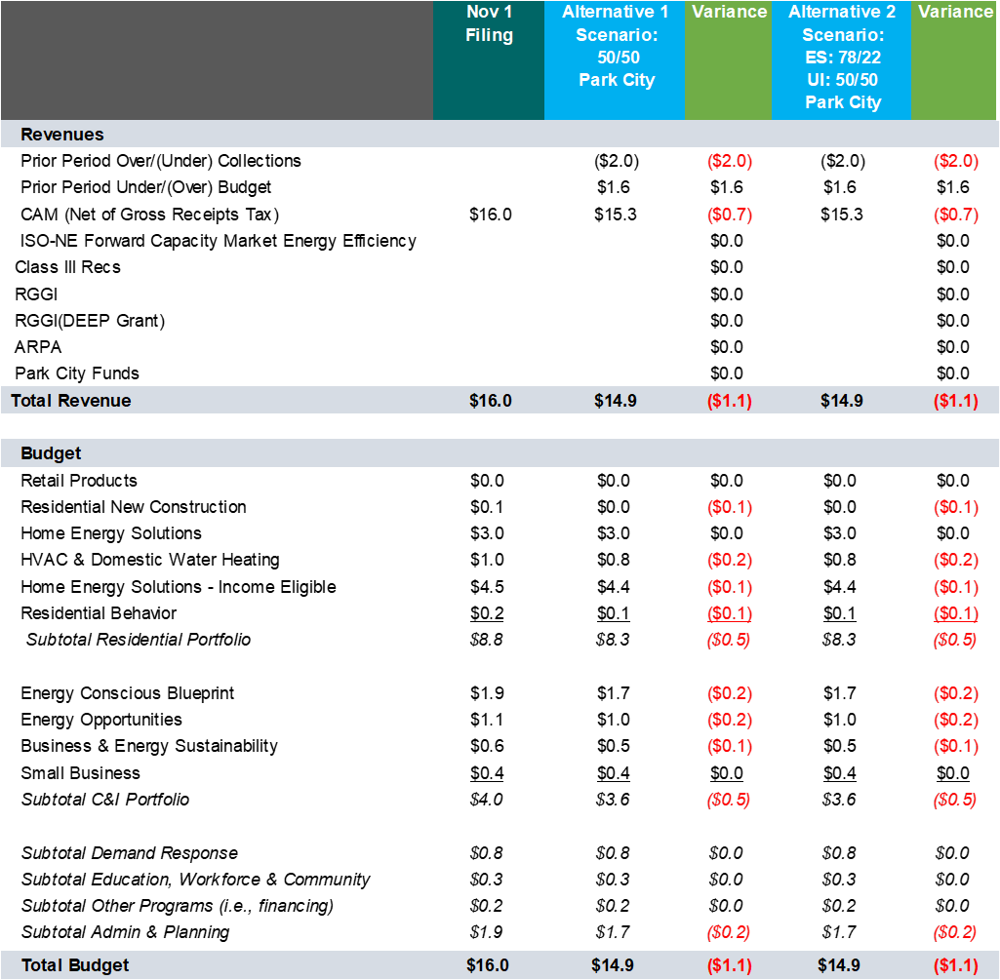 Nov 1 Filing | Alternative 1 Scenario: 50/50 Park City | Variance | Alternative 2 Scenario: ES: 78/22 UI: 50/50 Park City | Variance
Revenues
Prior Period Over/(Under) Collections ($2.0) ($2.0) ($2.0) ($2.0)
Prior Period Under/(Over) Budget $1.6 $1.6 $1.6 $1.6
CAM (Net of Gross Receipts Tax) $16.0 $15.3 ($0.7) $15.3 ($0.7)
ISO-NE Forward Capacity Market Energy Efficiency $0.0 $0.0
Class III Recs $0.0 $0.0
RGGI $0.0 $0.0
RGGI(DEEP Grant) $0.0 $0.0
ARPA $0.0 $0.0
Park City Funds $0.0 $0.0
Total Revenue $16.0 $14.9 ($1.1) $14.9 ($1.1)
Budget
Retail Products $0.0 $0.0 $0.0 $0.0 $0.0
Residential New Construction $0.1 $0.0 ($0.1) $0.0 ($0.1)
Home Energy Solutions $3.0 $3.0 $0.0 $3.0 $0.0
HVAC & Domestic Water Heating $1.0 $0.8 ($0.2) $0.8 ($0.2)
Home Energy Solutions - Income Eligible $4.5 $4.4 ($0.1) $4.4 ($0.1)
Residential Behavior $0.2 $0.1 ($0.1) $0.1 ($0.1)
Subtotal Residential Portfolio $8.8 $8.3 ($0.5) $8.3 ($0.5)
Energy Conscious Blueprint $1.9 $1.7 ($0.2) $1.7 ($0.2)
Energy Opportunities $1.1 $1.0 ($0.2) $1.0 ($0.2)
Business & Energy Sustainability $0.6 $0.5 ($0.1) $0.5 ($0.1)
Small Business $0.4 $0.4 $0.0 $0.4 $0.0
Subtotal C&I Portfolio $4.0 $3.6 ($0.5) $3.6 ($0.5)
Subtotal Demand Response $0.8 $0.8 $0.0 $0.8 $0.0
Subtotal Education, Workforce & Community $0.3 $0.3 $0.0 $0.3 $0.0
Subtotal Other Programs (i.e., financing) $0.2 $0.2 $0.0 $0.2 $0.0
Subtotal Admin & Planning $1.9 $1.7 ($0.2) $1.7 ($0.2)
Total Budget $16.0 $14.9 ($1.1) $14.9 ($1.1)